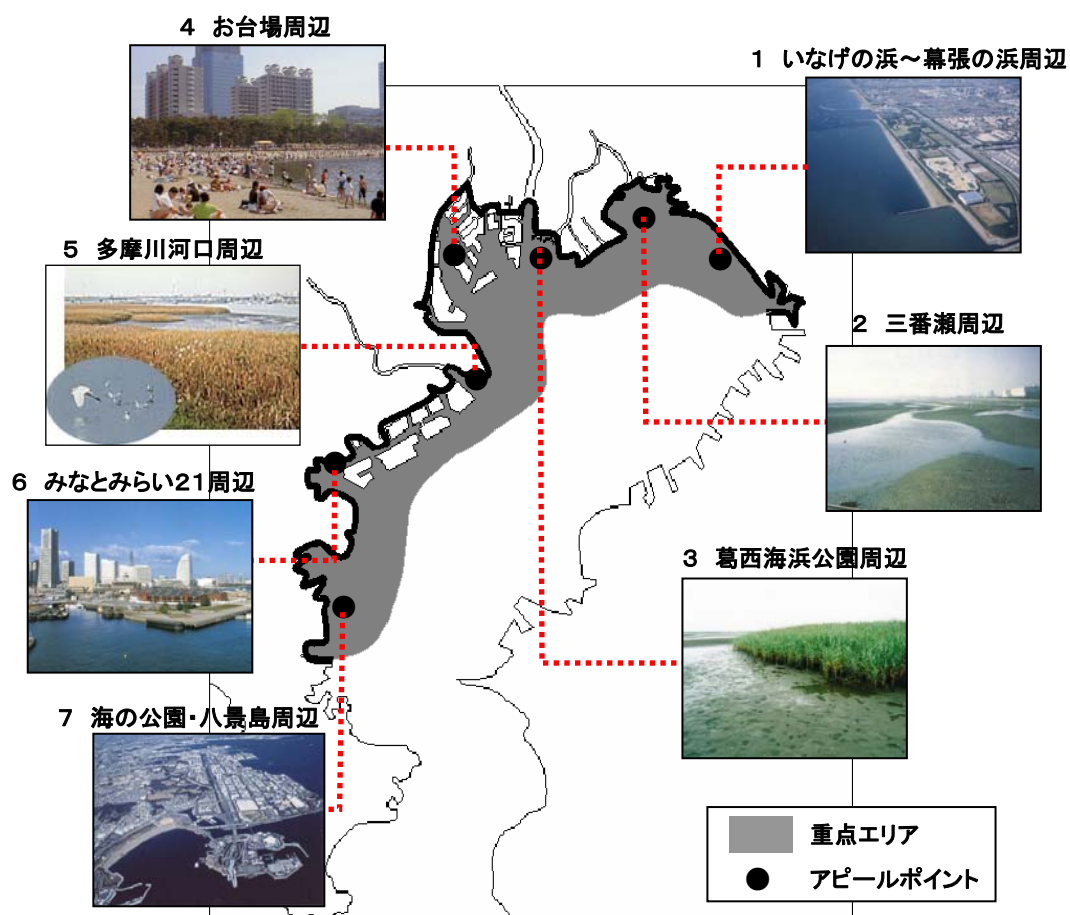 4 お台場周辺
1 いなげの浜～幕張の浜周辺
5 多摩川河口周辺
2 三番瀬周辺
6 みなとみらい21周辺
3 葛西海浜公園周辺
7 海の公園・八景島周辺
重点エリア
アピールポイント